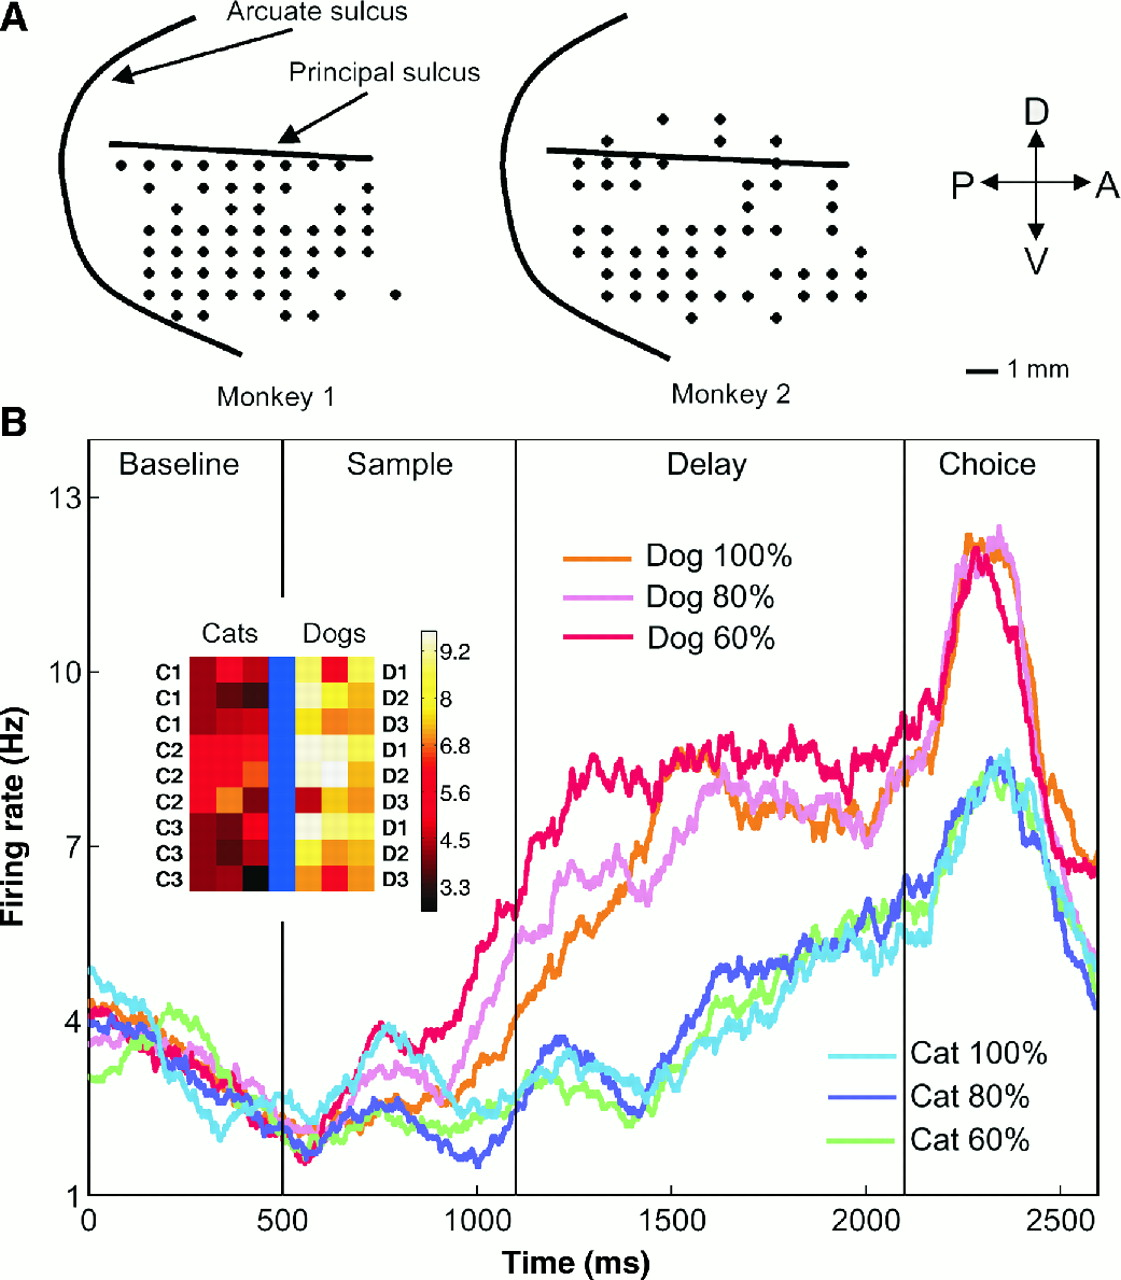 A
Arcuate sulcus
Principal sulcus
D
P A
V
1 mm
Monkey 1
Monkey 2
B
Baseline Sample Delay Choice
13
Dog 100%
Dog 80%
Dog 60%
10
Cats Dogs
C1 D1
C1 D2
C1 D3
C2 D1
C2 D2
C2 D3
C3 D1
C3 D2
C3 D3
9.2
8
6.8
5.6
4.5
3.3
7
4
1
Firing rate (Hz)
Cat 100%
Cat 80%
Cat 60%
0 500 1000 1500 2000 2500
Time (ms)